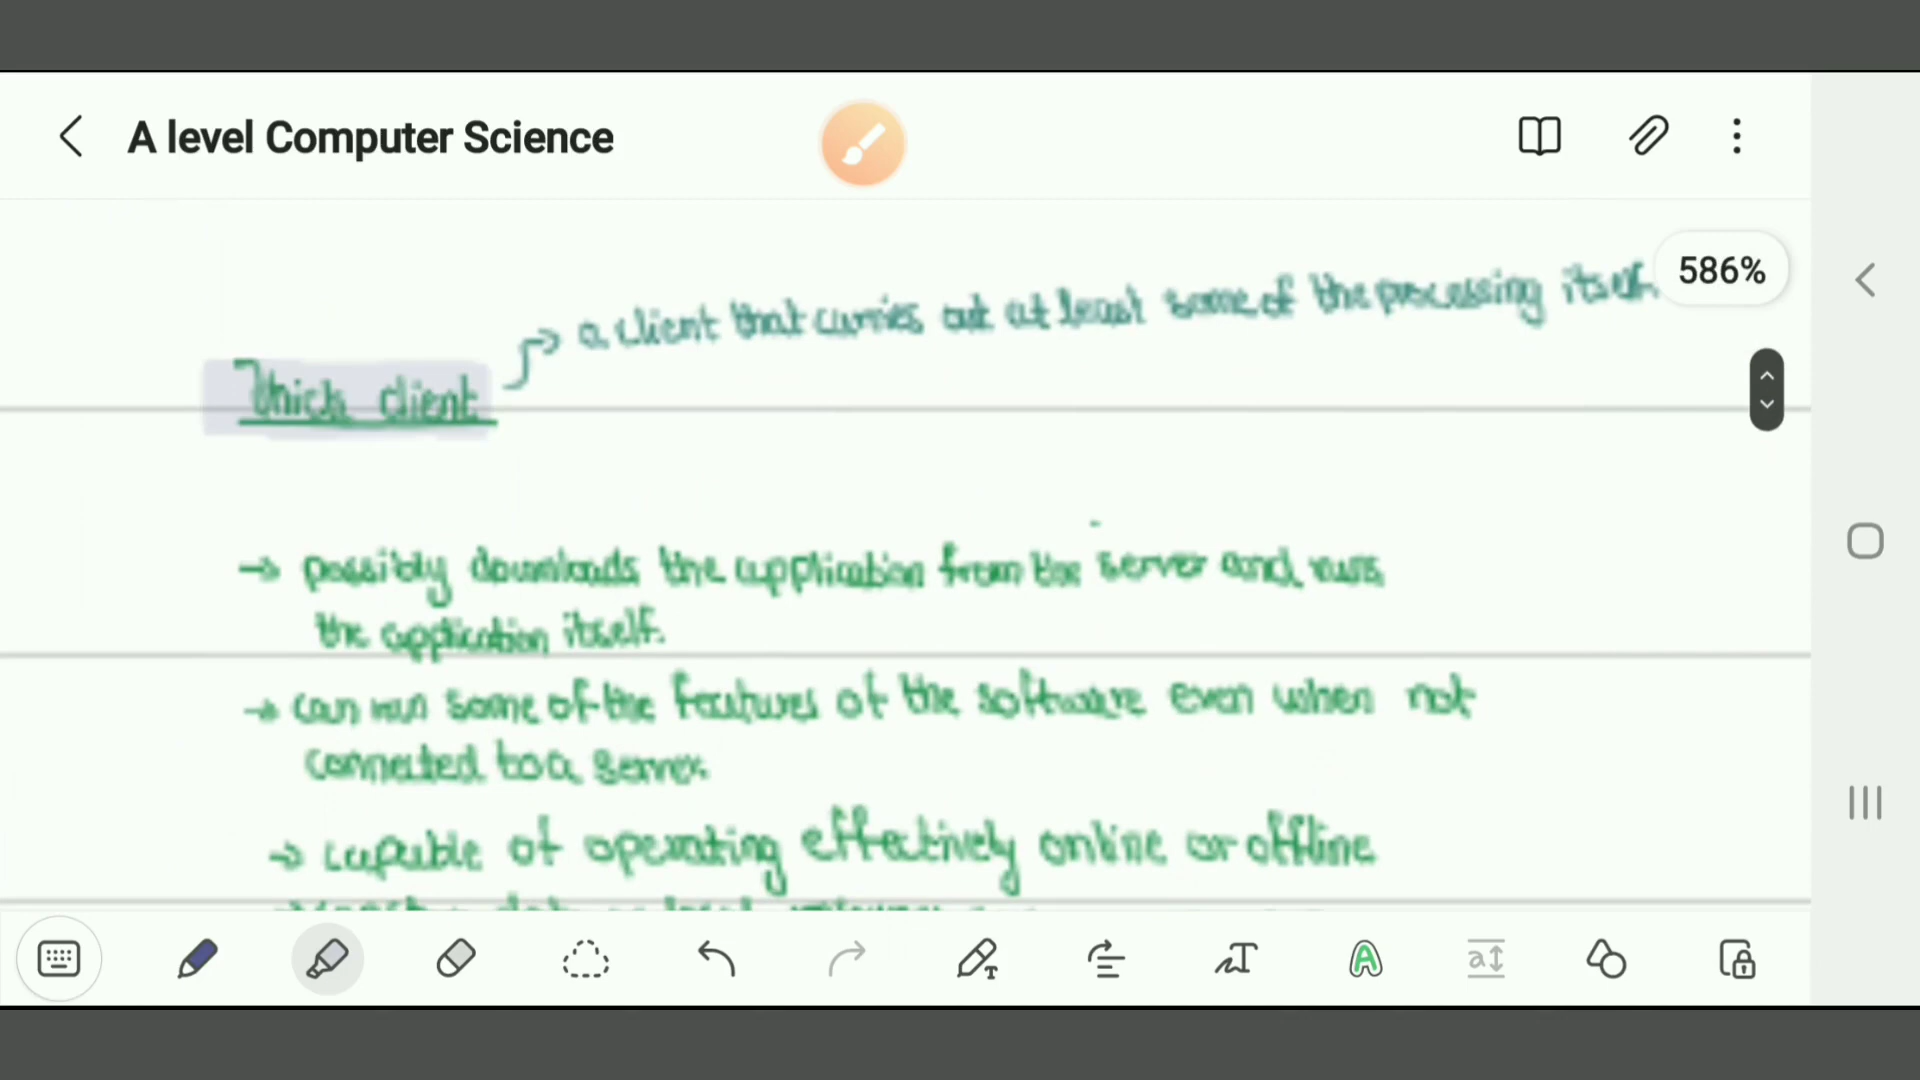 A level Computer Science
586%
a client that carries out at least some of the processing itself.
Thick client
→ possibly downloads the application from the server and runs
the application itself.
→ can run some of the features of the software even when not
connected to a server.
→ capable of operating effectively online or offline